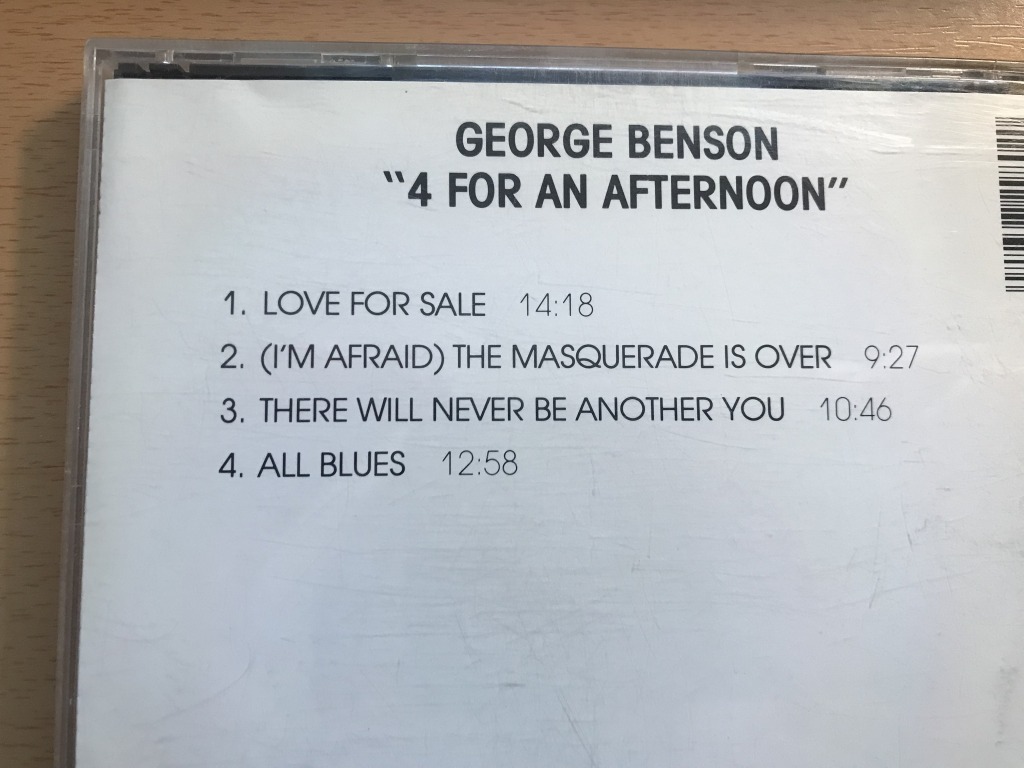 GEORGE BENSON
"4 FOR AN AFTERNOON"
1. LOVE FOR SALE 14:18
2. (I'M AFRAID) THE MASQUERADE IS OVER 9:27
3. THERE WILL NEVER BE ANOTHER YOU 10:46
4. ALL BLUES 12:58